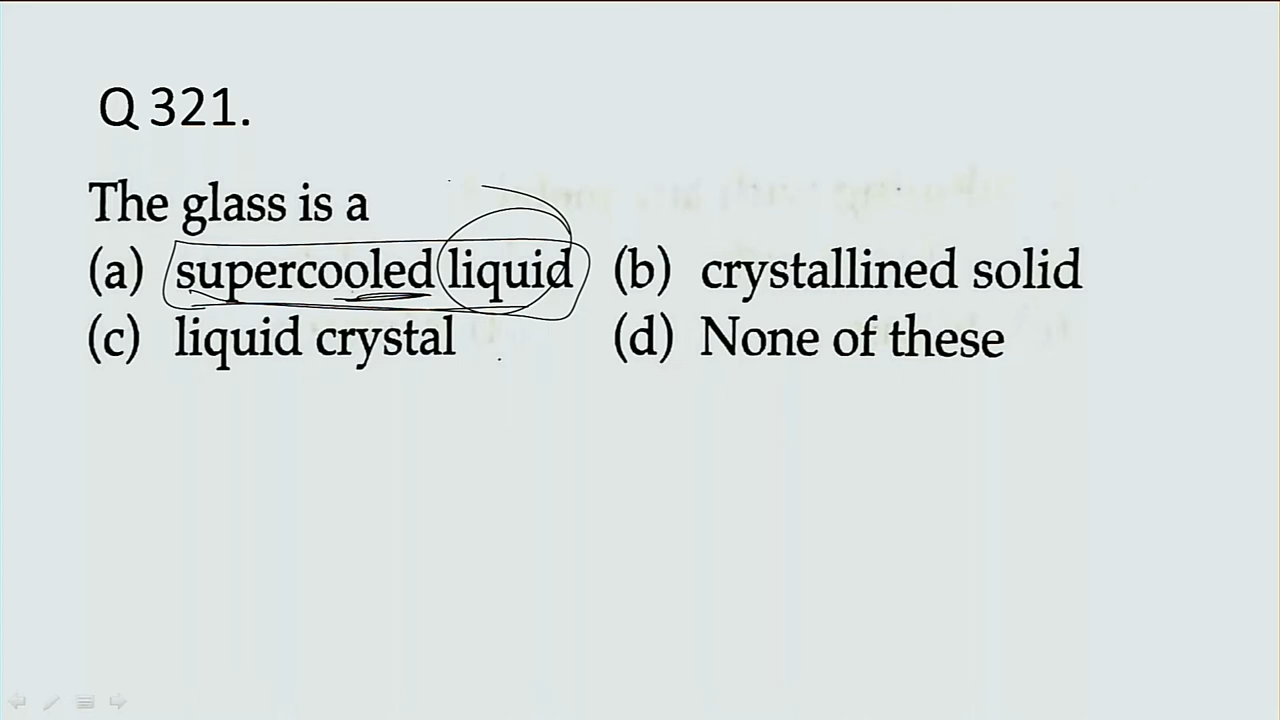 Q 321.
The glass is a
(a) supercooled liquid (b) crystallined solid
(c) liquid crystal (d) None of these